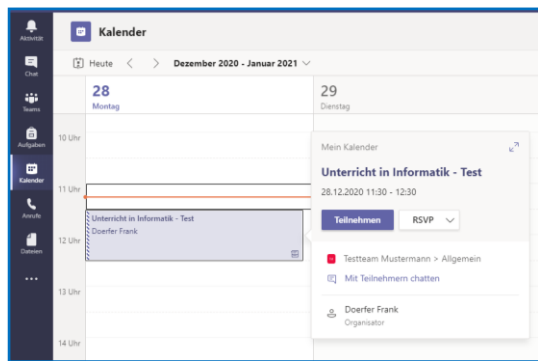 Aktivität
Chat
Teams
Aufgaben
Kalender
Anrufe
Dateien
Kalender
Heute
Dezember 2020 - Januar 2021
28
Montag
29
Dienstag
10 Uhr
11 Uhr
12 Uhr
13 Uhr
14 Uhr
Unterricht in Informatik - Test
Doerfer Frank
Mein Kalender
Unterricht in Informatik - Test
28.12.2020 11:30 - 12:30
Teilnehmen RSVP
Testteam Mustermann > Allgemein
Mit Teilnehmern chatten
Doerfer Frank
Organisator